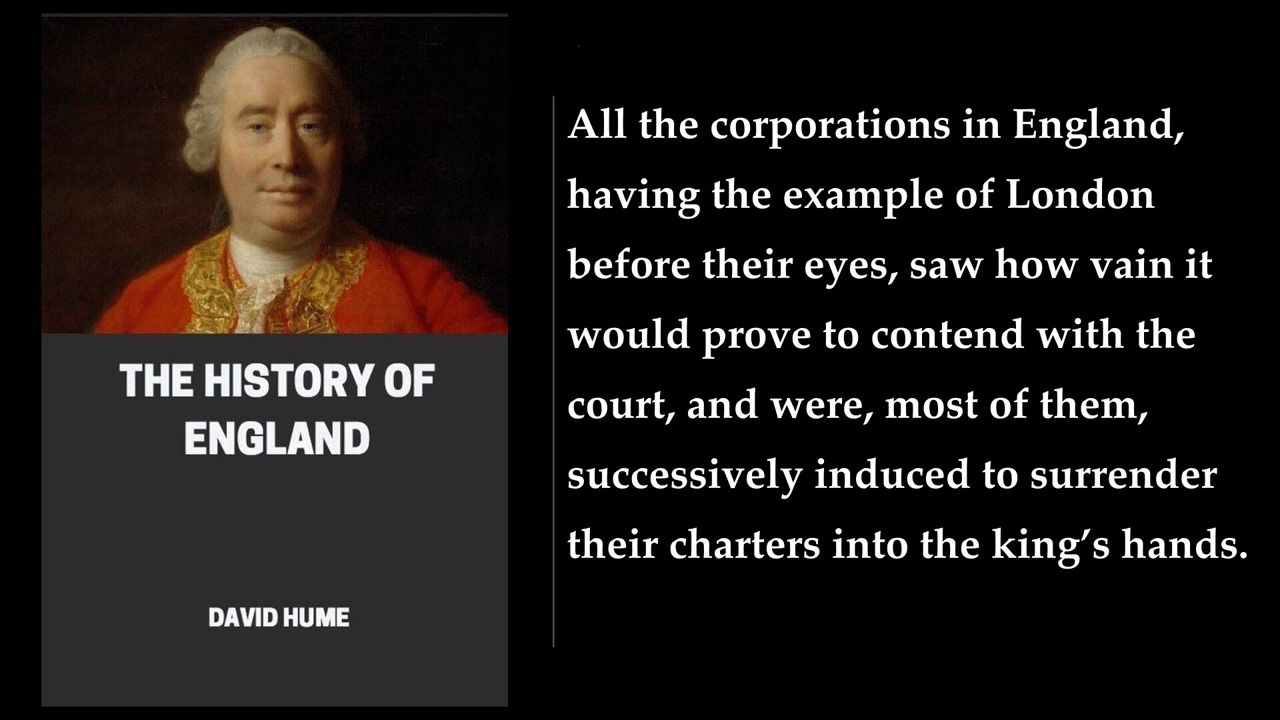 THE HISTORY OF
ENGLAND
DAVID HUME
All the corporations in England,
having the example of London
before their eyes, saw how vain it
would prove to contend with the
court, and were, most of them,
successively induced to surrender
their charters into the king’s hands.